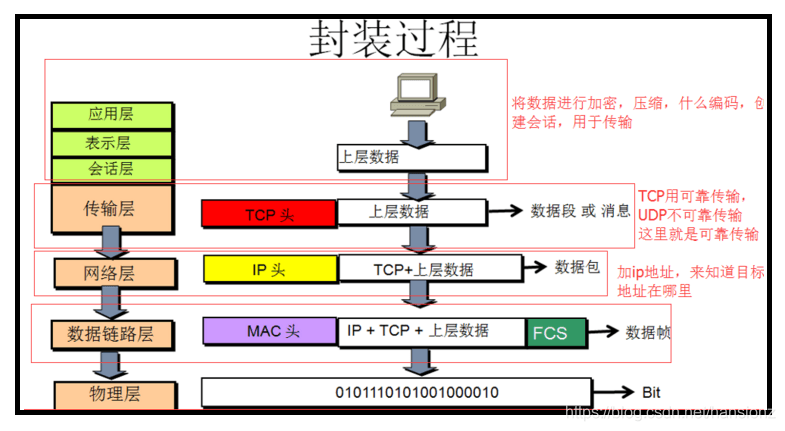 封装过程
应用层
表示层
会话层
上层数据
将数据进行加密，压缩，什么编码，创
建会话，用于传输
传输层
TCP 头
上层数据
数据段 或 消息
TCP用可靠传输，
UDP不可靠传输
这里就是可靠传输
网络层
IP 头
TCP+上层数据
数据包
加ip地址，来知道目标
地址在哪里
数据链路层
MAC 头
IP + TCP + 上层数据
FCS
数据帧
物理层
0101110101001000010
Bit